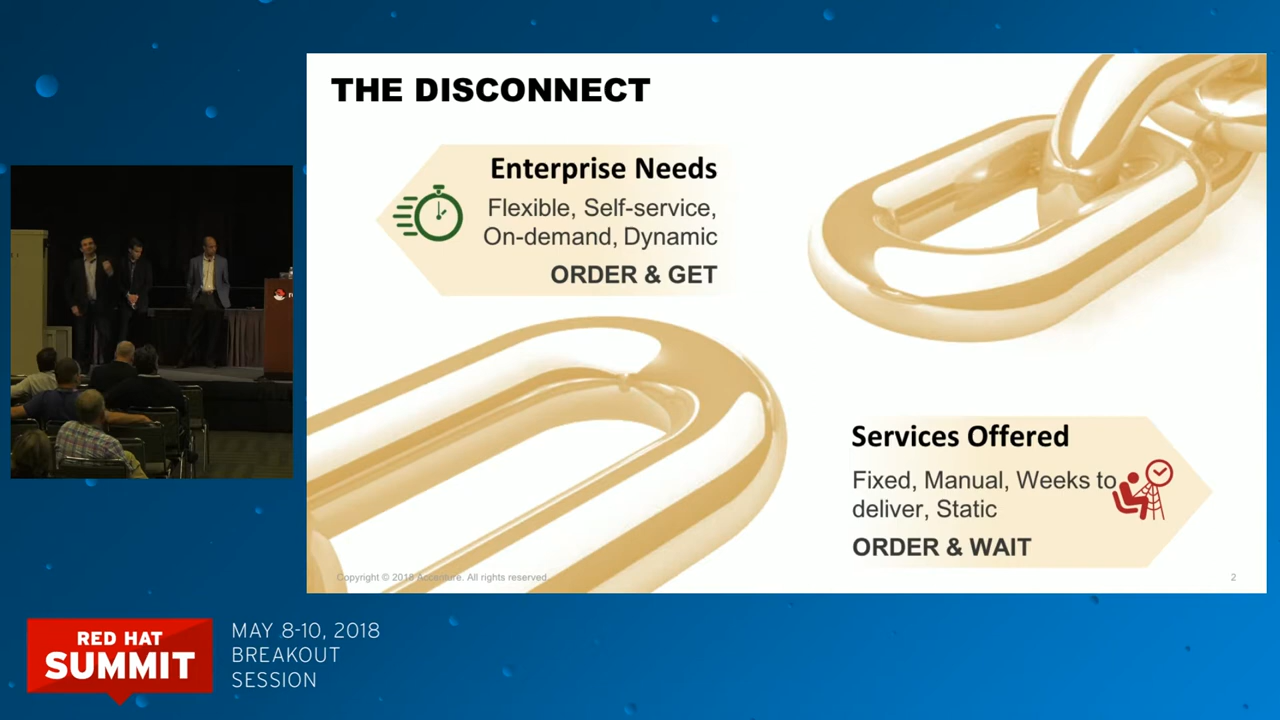 THE DISCONNECT
Enterprise Needs
Flexible, Self-service,
On-demand, Dynamic
ORDER & GET
Services Offered
Fixed, Manual, Weeks to
deliver, Static
ORDER & WAIT
Copyright © 2018 Accenture. All rights reserved.
2
RED HAT
SUMMIT
MAY 8-10, 2018
BREAKOUT
SESSION